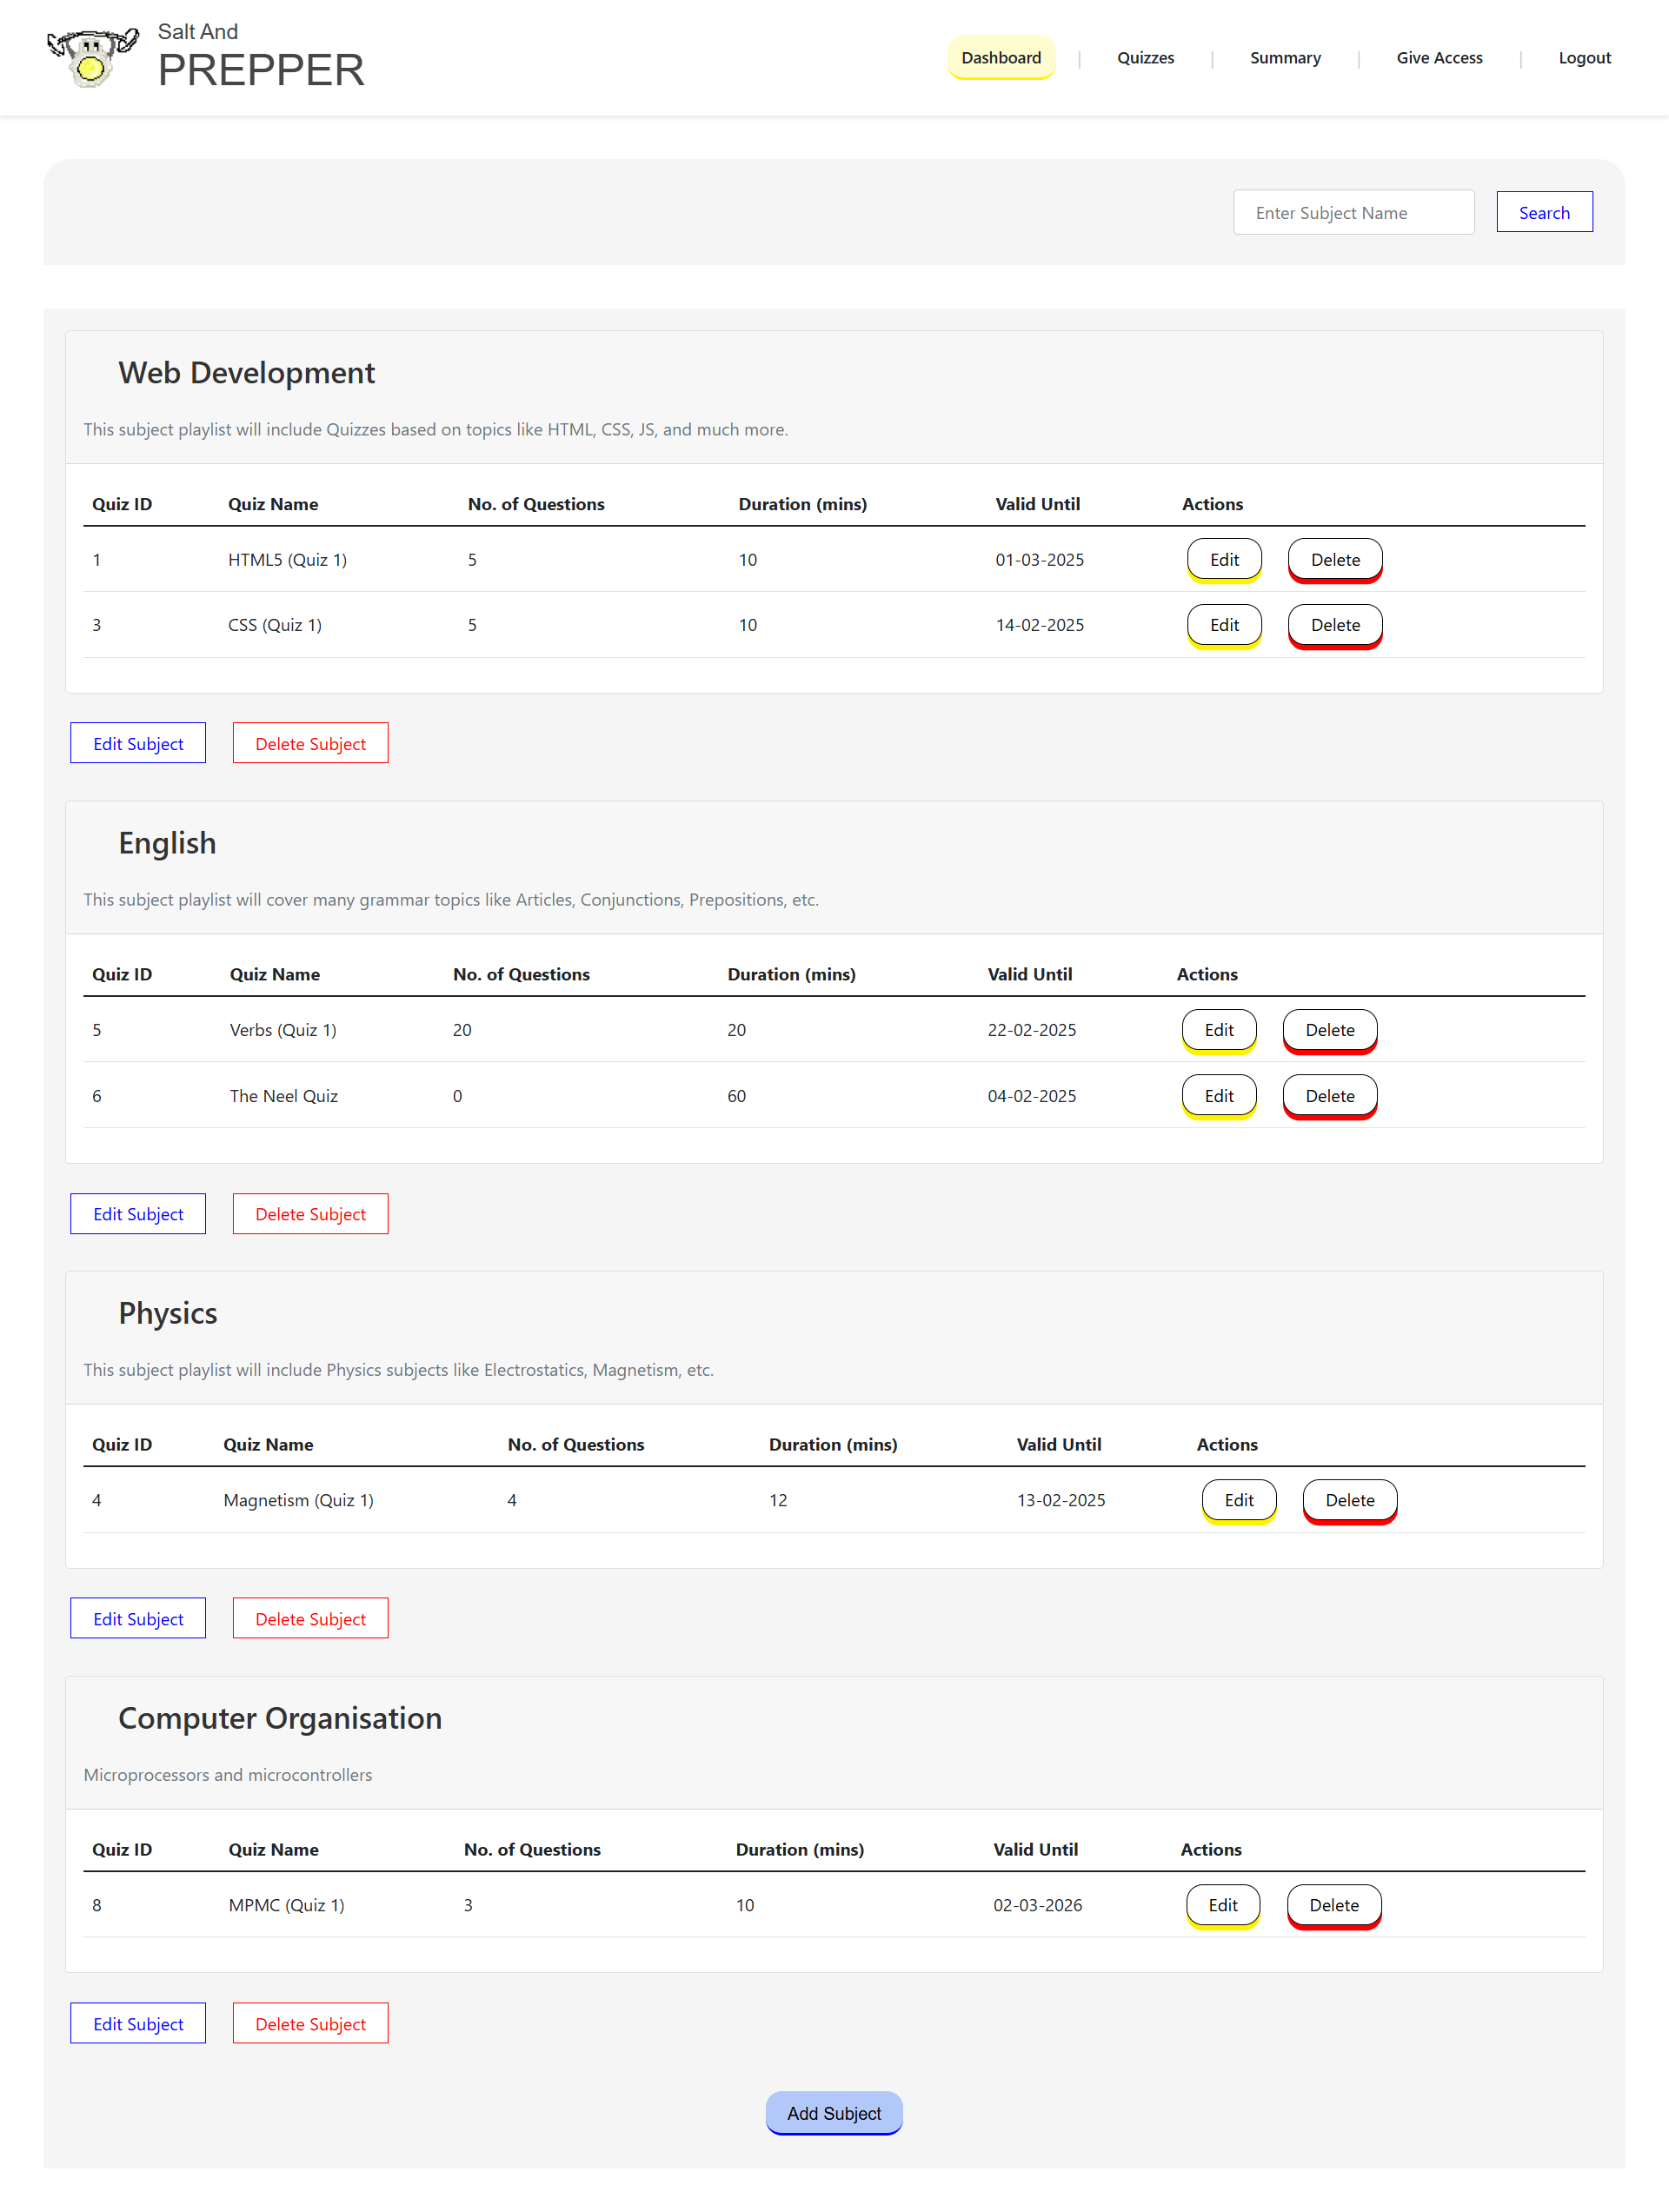 Salt And
PREPPER
Dashboard | Quizzes | Summary | Give Access | Logout
Enter Subject Name Search
Web Development
This subject playlist will include Quizzes based on topics like HTML, CSS, JS, and much more.
Quiz ID Quiz Name No. of Questions Duration (mins) Valid Until Actions
1 HTML5 (Quiz 1) 5 10 01-03-2025 Edit Delete
3 CSS (Quiz 1) 5 10 14-02-2025 Edit Delete
Edit Subject Delete Subject
English
This subject playlist will cover many grammar topics like Articles, Conjunctions, Prepositions, etc.
Quiz ID Quiz Name No. of Questions Duration (mins) Valid Until Actions
5 Verbs (Quiz 1) 20 20 22-02-2025 Edit Delete
6 The Neel Quiz 0 60 04-02-2025 Edit Delete
Edit Subject Delete Subject
Physics
This subject playlist will include Physics subjects like Electrostatics, Magnetism, etc.
Quiz ID Quiz Name No. of Questions Duration (mins) Valid Until Actions
4 Magnetism (Quiz 1) 4 12 13-02-2025 Edit Delete
Edit Subject Delete Subject
Computer Organisation
Microprocessors and microcontrollers
Quiz ID Quiz Name No. of Questions Duration (mins) Valid Until Actions
8 MPMC (Quiz 1) 3 10 02-03-2026 Edit Delete
Edit Subject Delete Subject
Add Subject